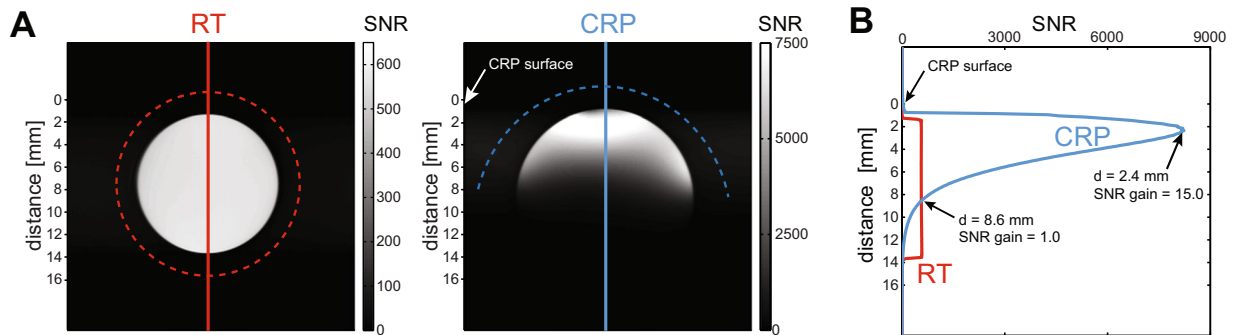 A
RT
SNR
600
500
400
300
200
100
0
distance [mm]
0
2
4
6
8
10
12
14
16
CRP
SNR
7500
5000
2500
0
CRP surface
distance [mm]
0
2
4
6
8
10
12
14
16
B
SNR
0
3000
6000
9000
CRP surface
distance [mm]
0
2
4
6
8
10
12
14
16
CRP
d = 2.4 mm
SNR gain = 15.0
d = 8.6 mm
SNR gain = 1.0
RT